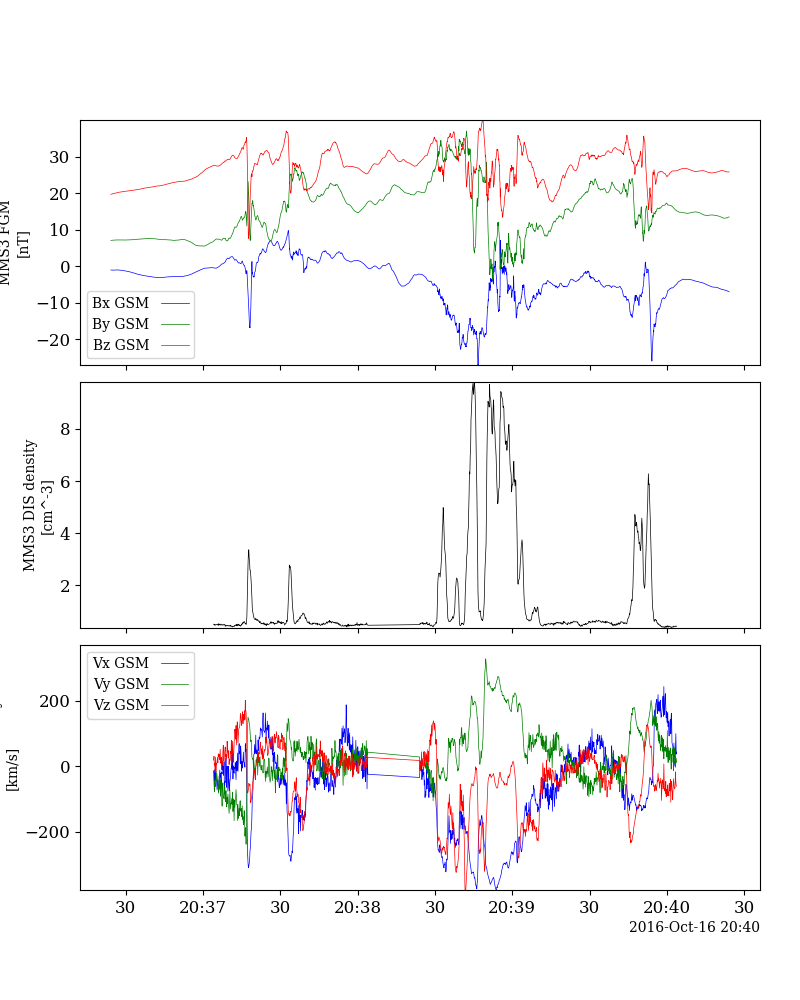 MMS3 FGM
[nT]
30
20
10
0
−10
−20
Bx GSM
By GSM
Bz GSM
MMS3 DIS density
[cm^-3]
8
6
4
2
[km/s]
200
0
−200
Vx GSM
Vy GSM
Vz GSM
30
20:37
30
20:38
30
20:39
30
20:40
30
2016-Oct-16 20:40